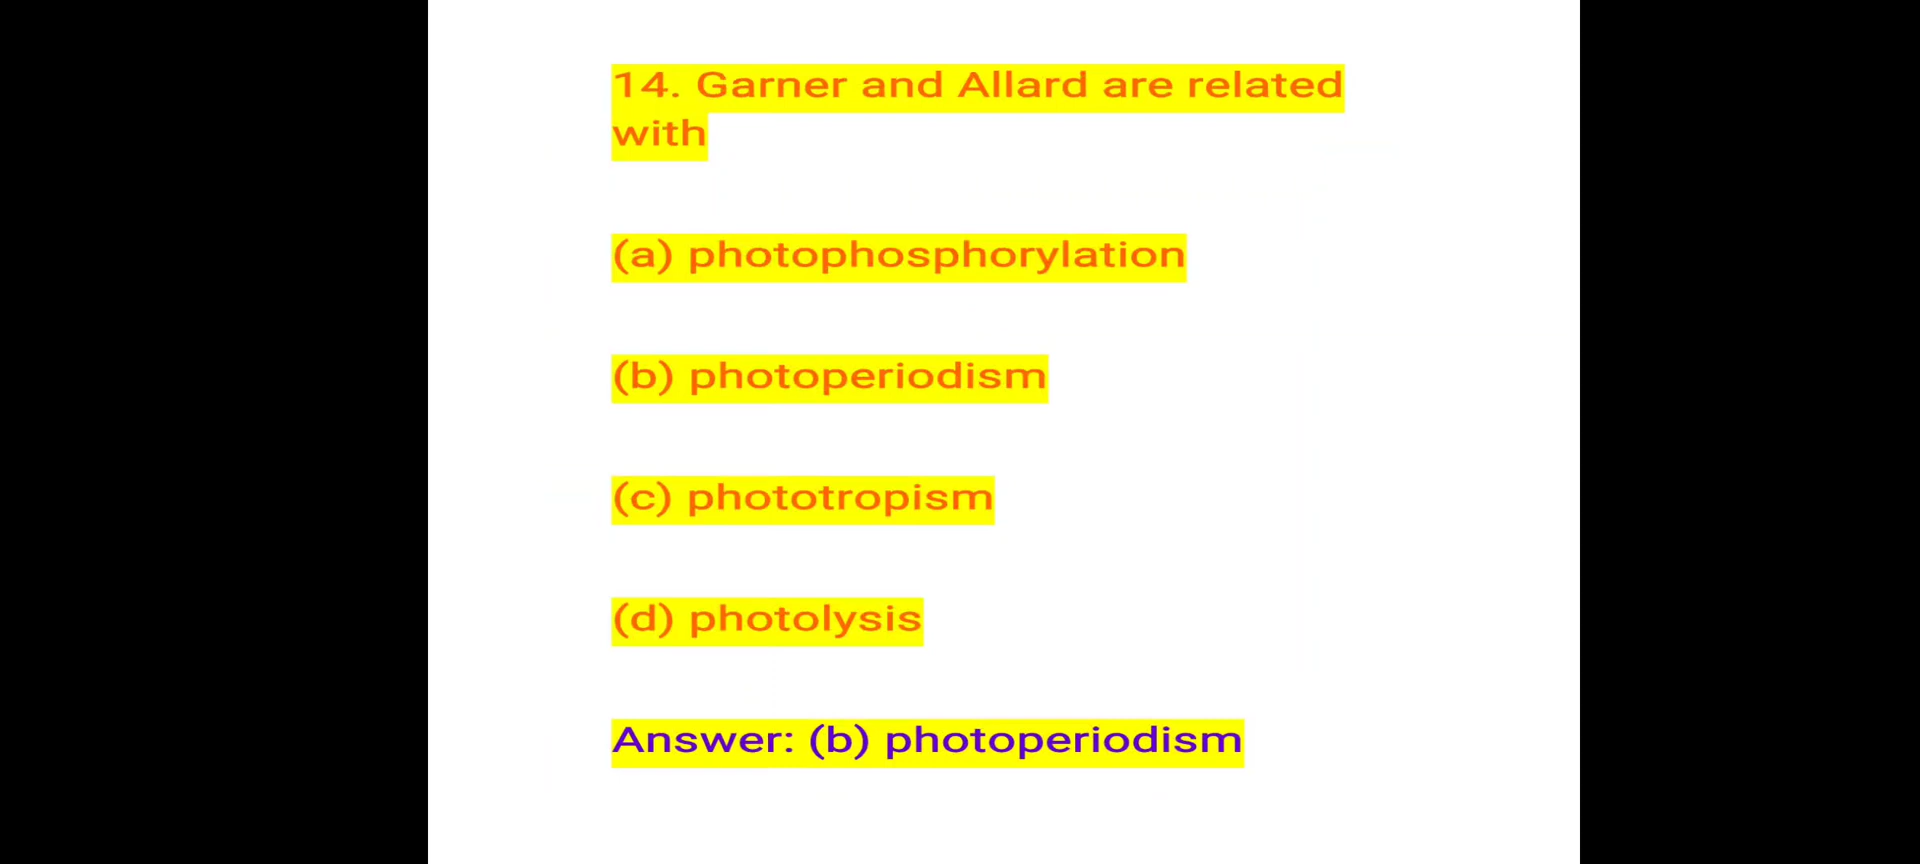 14. Garner and Allard are related
with
(a) photophosphorylation
(b) photoperiodism
(c) phototropism
(d) photolysis
Answer: (b) photoperiodism